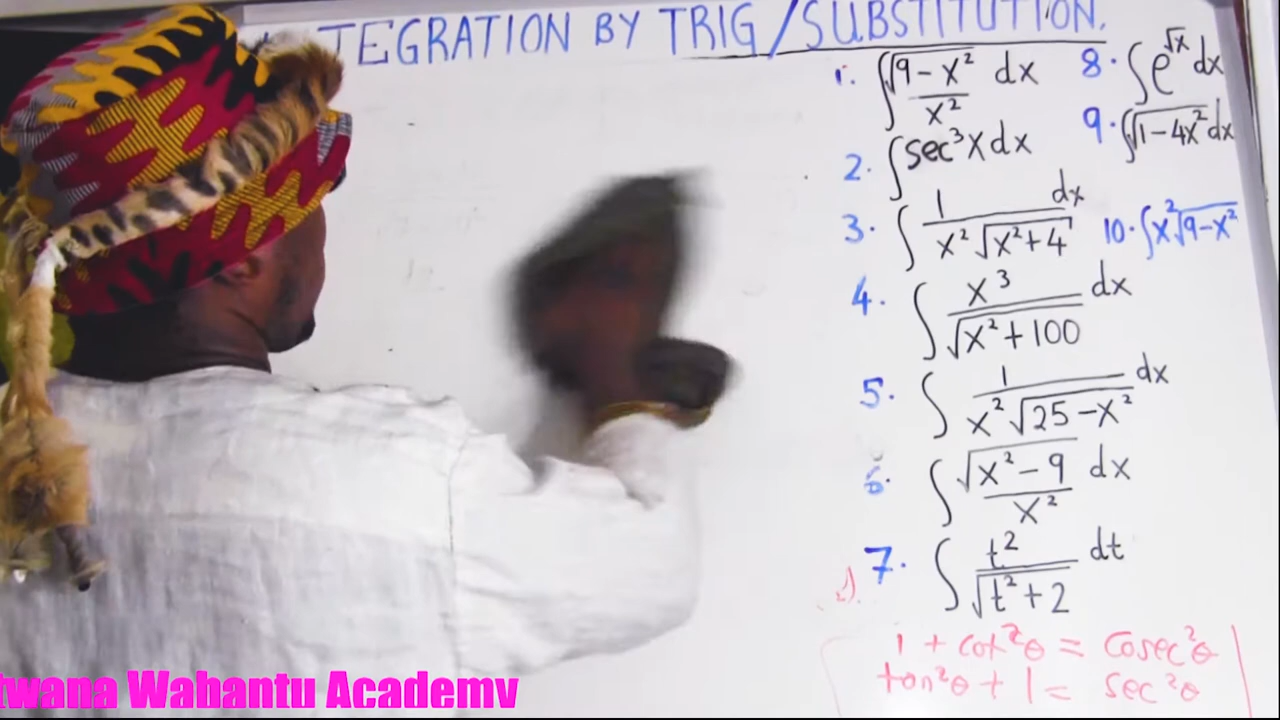 TEGRATION BY TRIG/SUBSTITUTION.
1. ∫ √(9 − x²) / x² dx
2. ∫ sec³x dx
3. ∫ 1 / (x² √(x² + 4)) dx
4. ∫ x³ / √(x² + 100) dx
5. ∫ 1 / (x² √(25 − x²)) dx
6. ∫ √(x² − 9) / x² dx
7. ∫ t² / √(t² + 2) dt
8. ∫ e^√x dx
9. ∫ √(1 − 4x²) dx
10. ∫ x² √(9 − x²)
1 + cot²θ = cosec²θ
tan²θ + 1 = sec²θ
twana Wabantu Academy